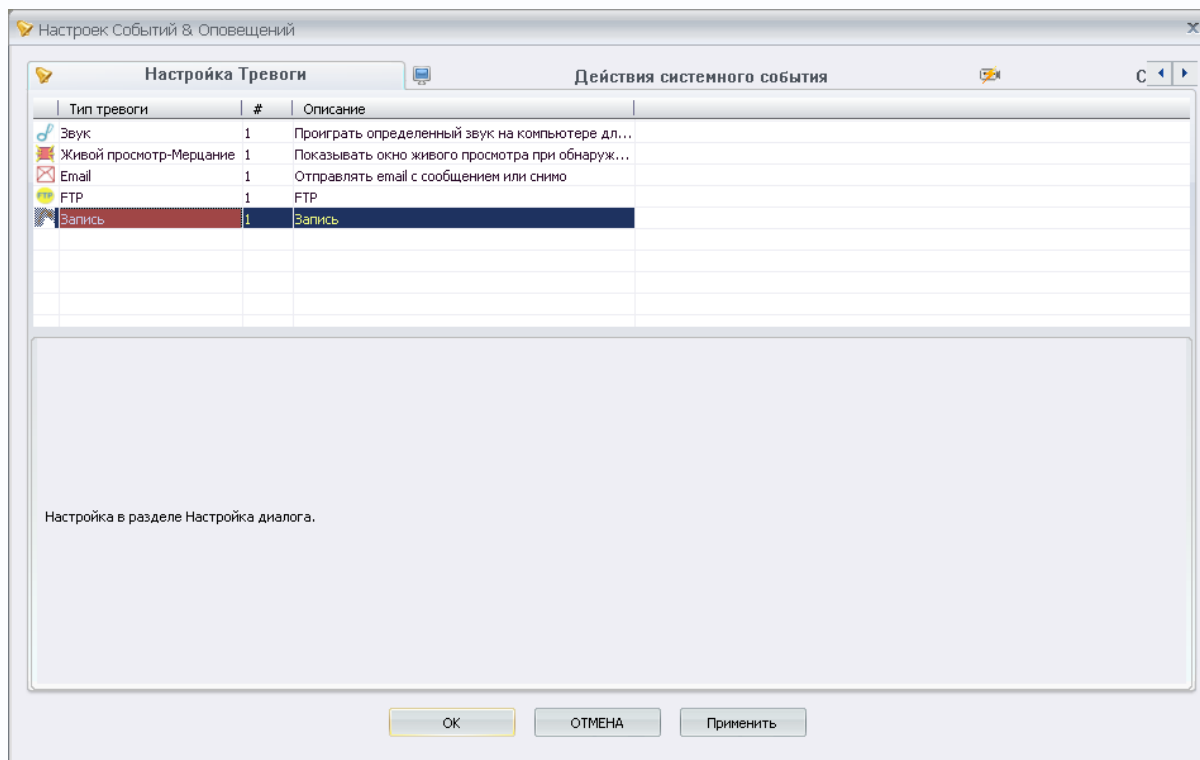 Настроек Событий & Оповещений
Настройка Тревоги Действия системного события С
Тип тревоги # Описание
Звук 1 Проиграть определенный звук на компьютере дл...
Живой просмотр-Мерцание 1 Показывать окно живого просмотра при обнаруж...
Email 1 Отправлять email с сообщением или снимо
FTP FTP 1 FTP
Запись 1 Запись
Настройка в разделе Настройка диалога.
OK ОТМЕНА Применить